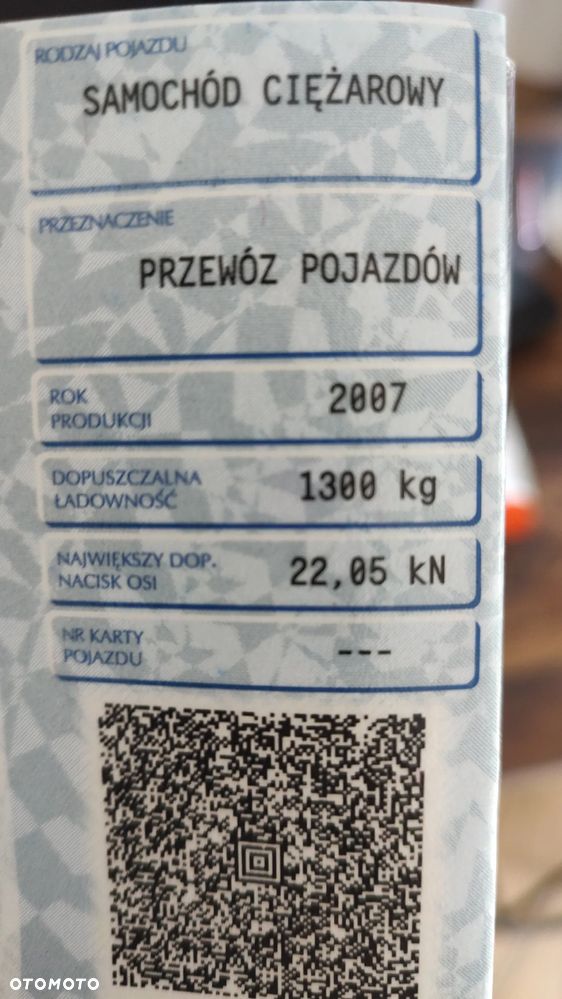 RODZAJ POJAZDU
SAMOCHÓD CIĘŻAROWY
PRZEZNACZENIE
PRZEWÓZ POJAZDÓW
ROK
PRODUKCJI
2007
DOPUSZCZALNA
ŁADOWNOŚĆ
1300 kg
NAJWIĘKSZY DOP.
NACISK OSI
22,05 kN
NR KARTY
POJAZDU
---
OTOMOTO